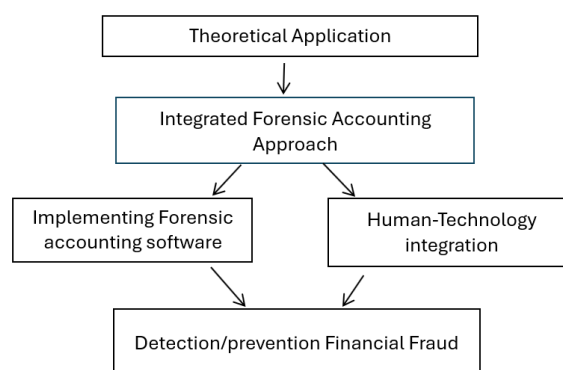 Theoretical Application
Integrated Forensic Accounting
Approach
Implementing Forensic
accounting software
Human-Technology
integration
Detection/prevention Financial Fraud